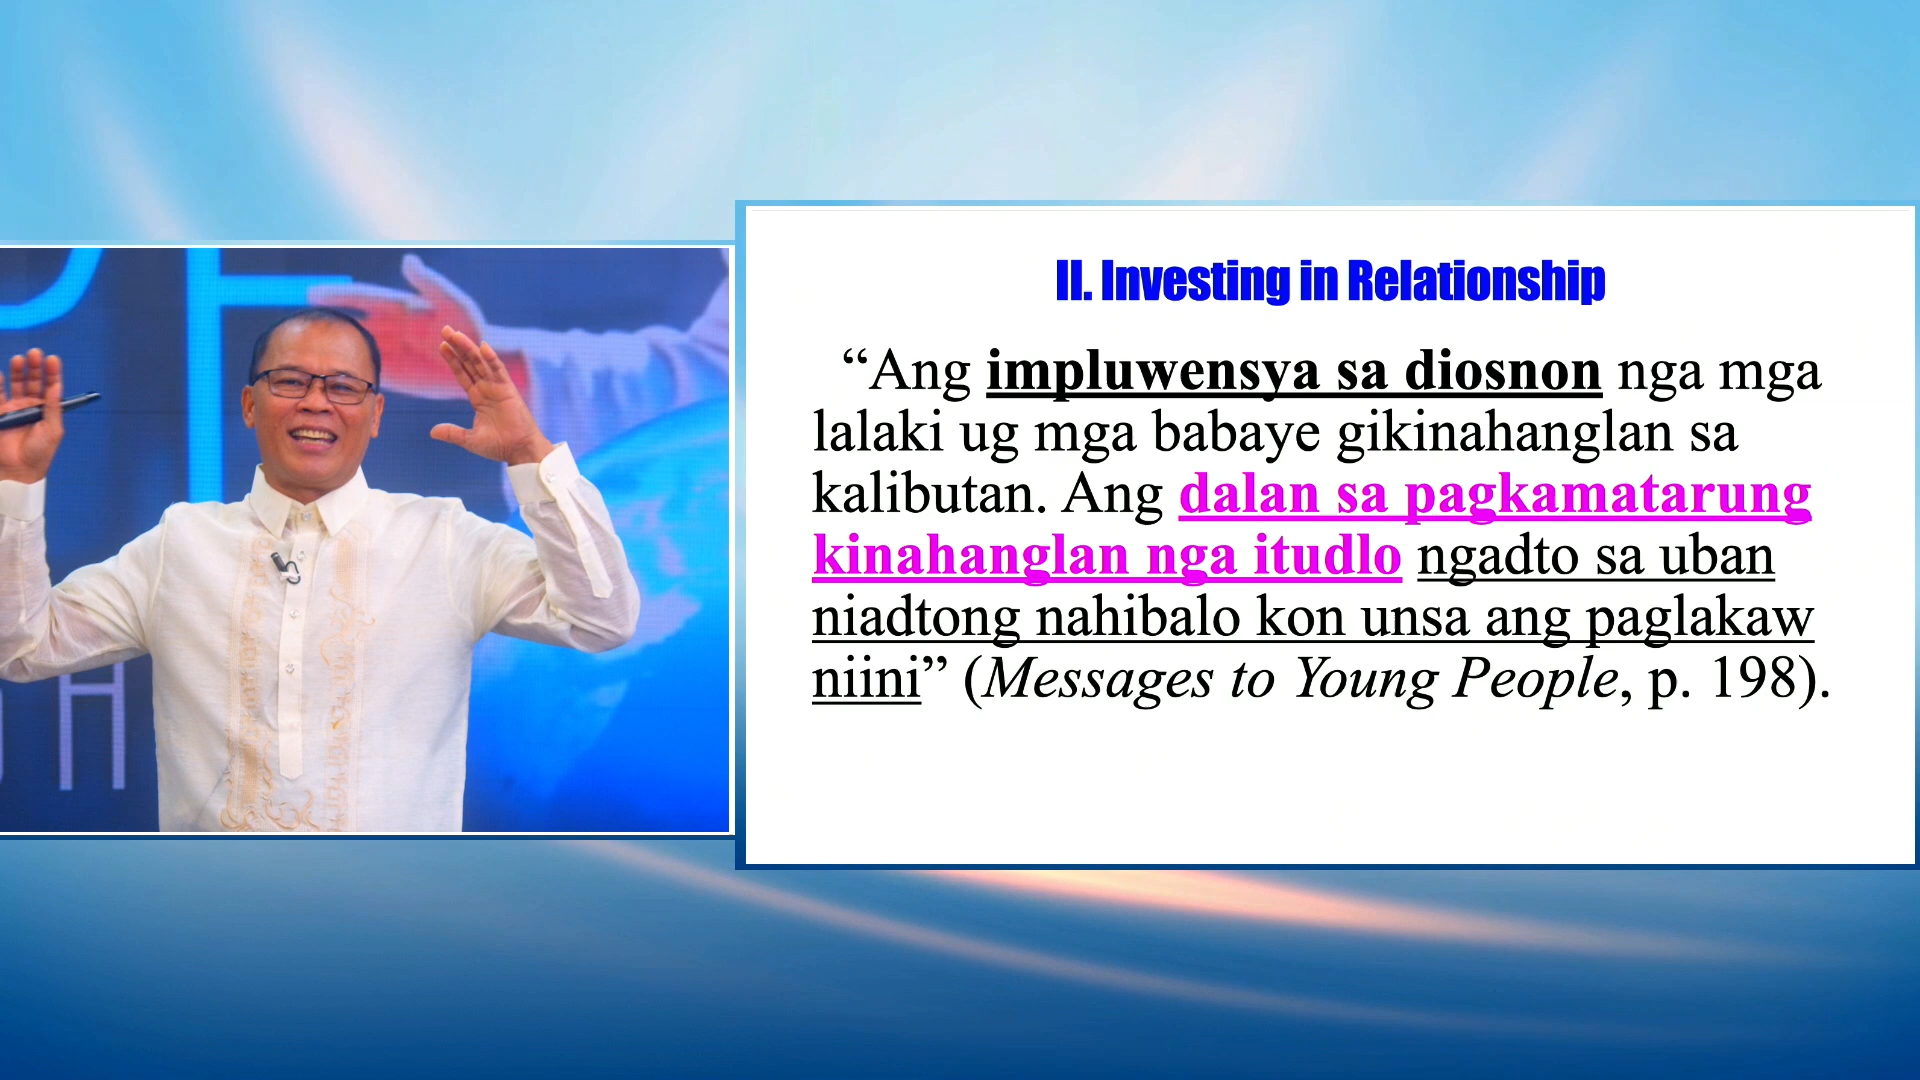 II. Investing in Relationship
“Ang impluwensya sa diosnon nga mga
lalaki ug mga babaye gikinahanglan sa
kalibutan. Ang dalan sa pagkamatarung
kinahanglan nga itudlo ngadto sa uban
niadtong nahibalo kon unsa ang paglakaw
niini” (Messages to Young People, p. 198).